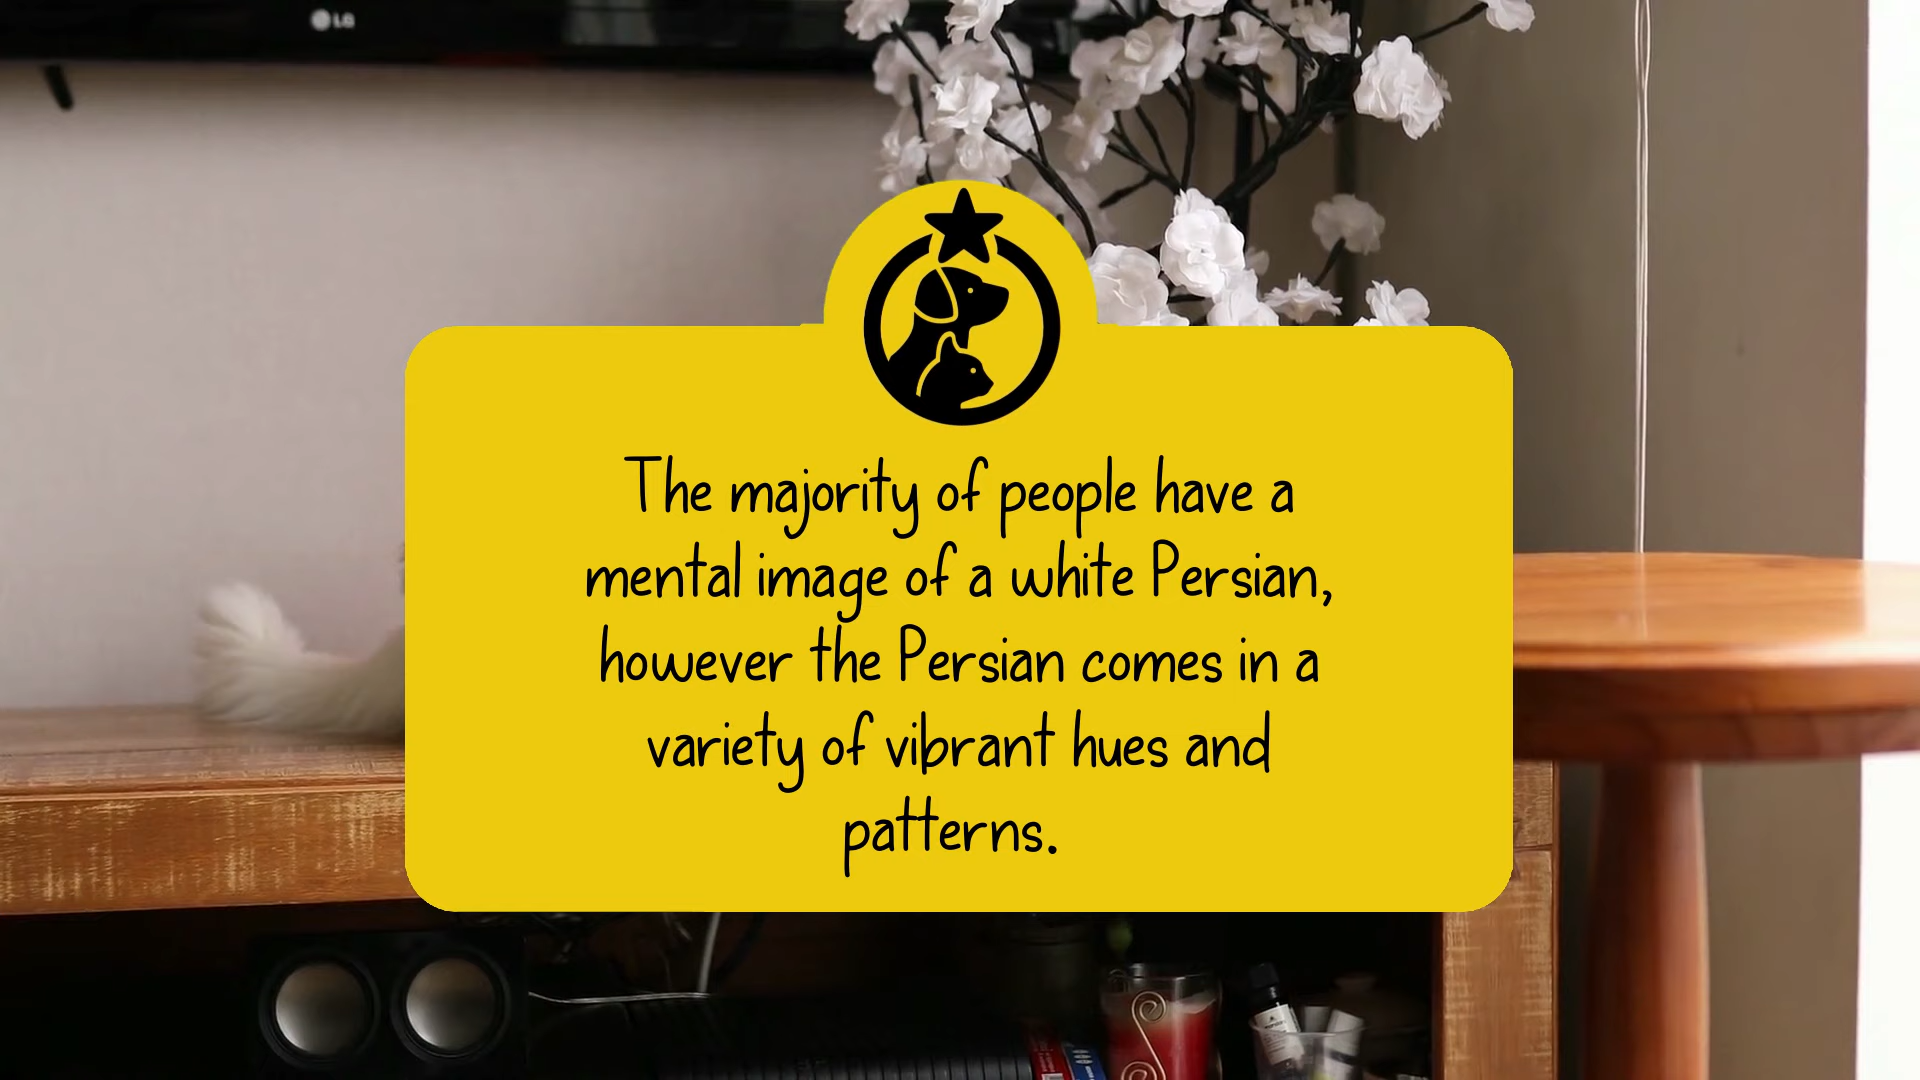 LG
The majority of people have a
mental image of a white Persian,
however the Persian comes in a
variety of vibrant hues and
patterns.